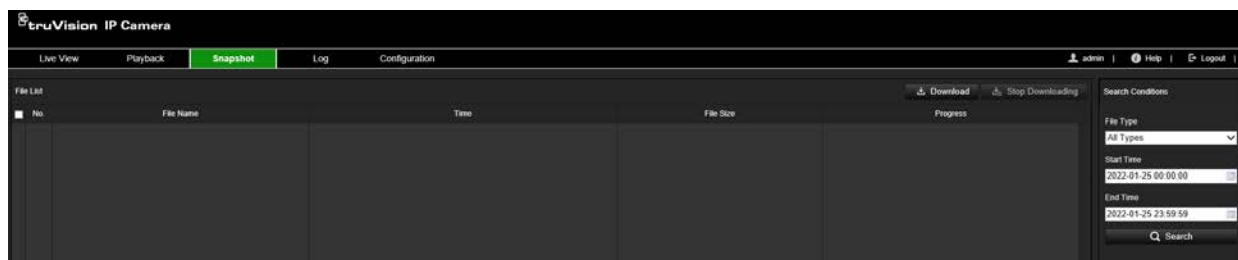 truVision IP Camera
Live View Playback Snapshot Log Configuration admin | Help | Logout |
File List Download Stop Downloading Search Conditions
No. File Name Time File Size Progress
File Type
All Types
Start Time
2022-01-25 00:00:00
End Time
2022-01-25 23:59:59
Search